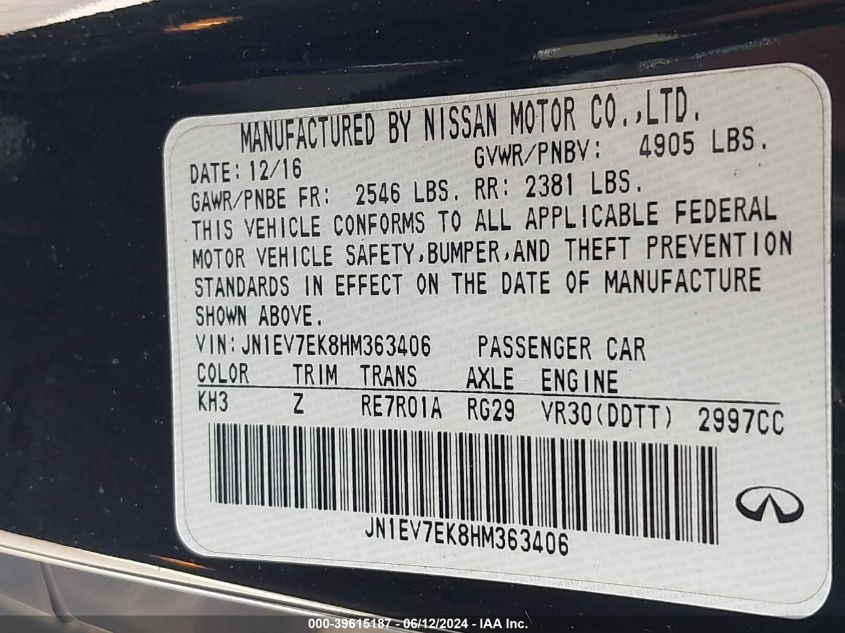 MANUFACTURED BY NISSAN MOTOR CO.,LTD.
DATE: 12/16 GVWR/PNBV: 4905 LBS.
GAWR/PNBE FR: 2546 LBS. RR: 2381 LBS.
THIS VEHICLE CONFORMS TO ALL APPLICABLE FEDERAL
MOTOR VEHICLE SAFETY,BUMPER,AND THEFT PREVENTION
STANDARDS IN EFFECT ON THE DATE OF MANUFACTURE
SHOWN ABOVE.
VIN: JN1EV7EK8HM363406 PASSENGER CAR
COLOR TRIM TRANS AXLE ENGINE
KH3 Z RE7R01A RG29 VR30(DDTT) 2997CC
JN1EV7EK8HM363406
000-39615187 - 06/12/2024 - IAA Inc.